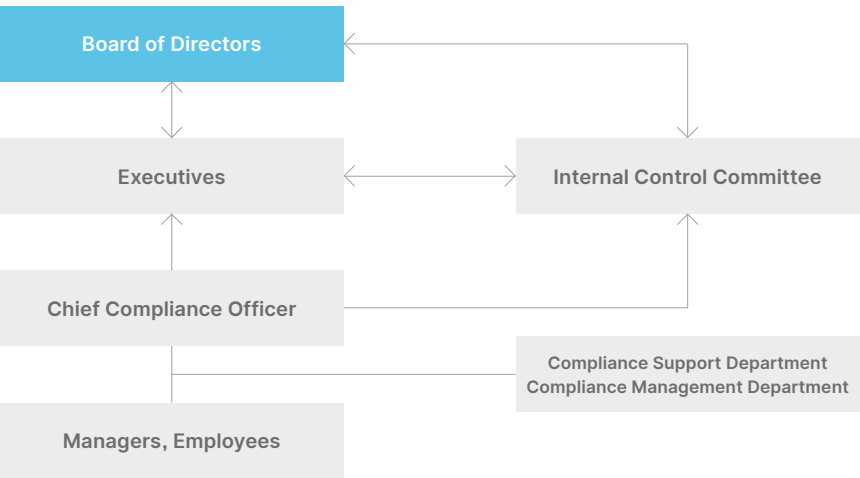 Board of Directors
Executives
Internal Control Committee
Chief Compliance Officer
Compliance Support Department
Compliance Management Department
Managers, Employees